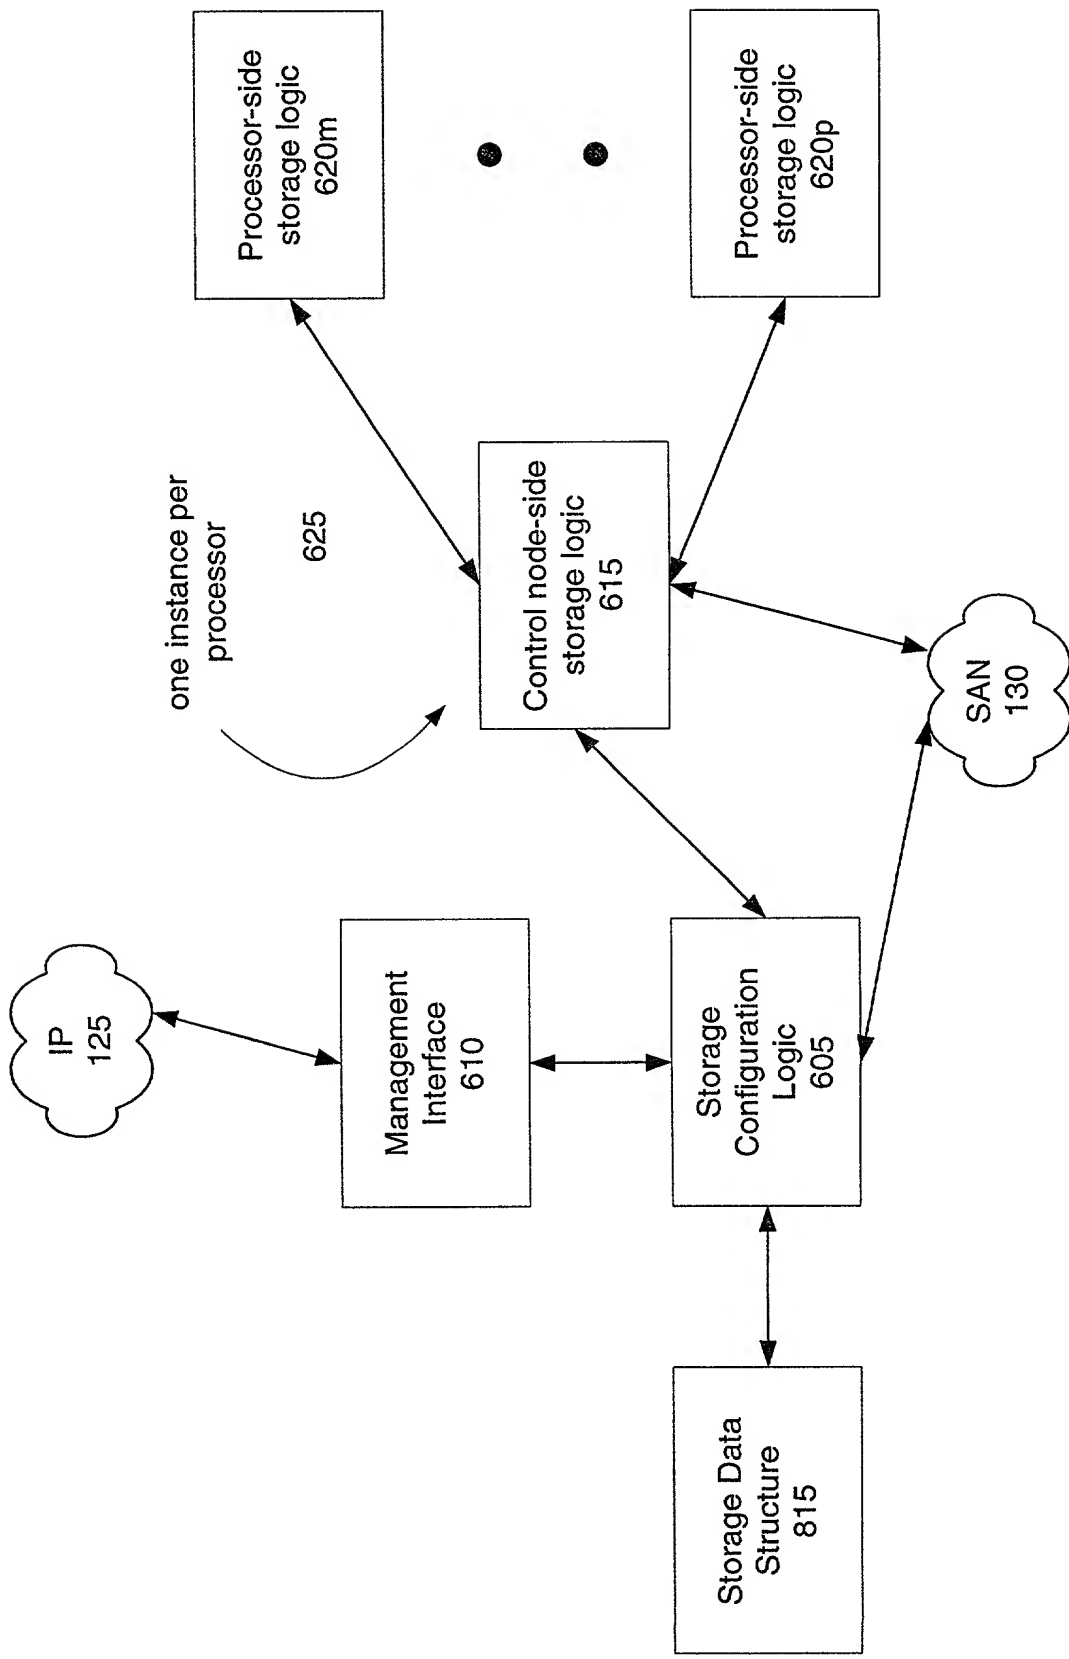 IP
125
Management
Interface
610
Storage Data
Structure
815
Storage
Configuration
Logic
605
one instance per
processor
625
Control node-side
storage logic
615
SAN
130
Processor-side
storage logic
620m
Processor-side
storage logic
620p